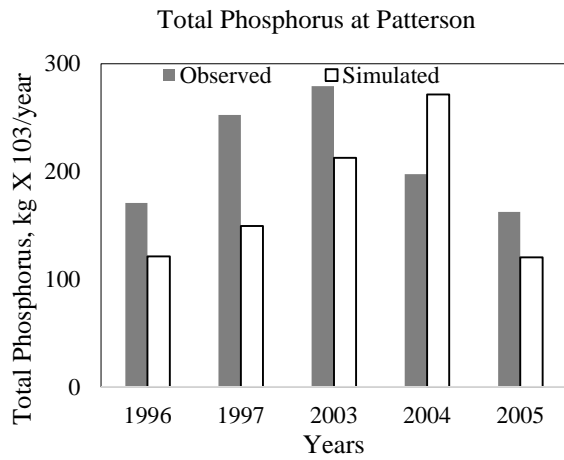 Total Phosphorus at Patterson
Observed Simulated
Total Phosphorus, kg X 103/year
300
200
100
0
1996 1997 2003 2004 2005
Years